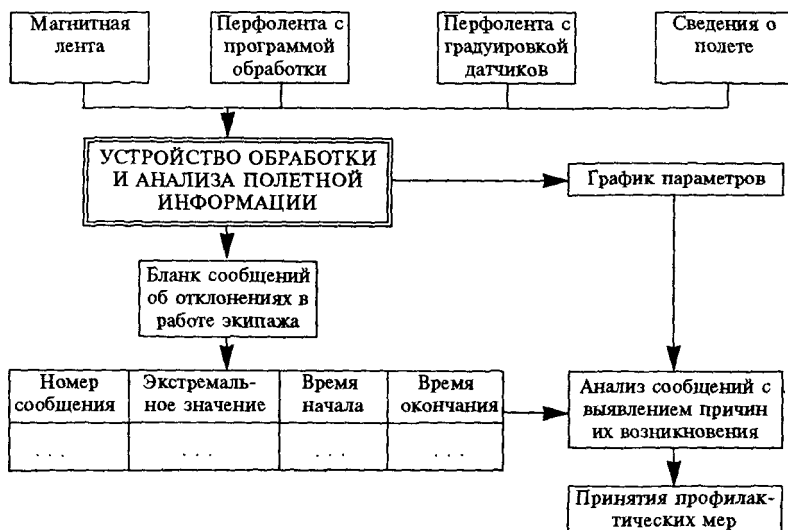 Магнитная
лента
Перфолента с
программой
обработки
Перфолента с
градуировкой
датчиков
Сведения о
полете
УСТРОЙСТВО ОБРАБОТКИ
И АНАЛИЗА ПОЛЕТНОЙ
ИНФОРМАЦИИ
График параметров
Бланк сообщений
об отклонениях в
работе экипажа
Номер
сообщения
Экстремаль-
ное значение
Время
начала
Время
окончания
. . .
. . .
. . .
. . .
Анализ сообщений с
выявлением причин
их возникновения
Принятия профилак-
тических мер